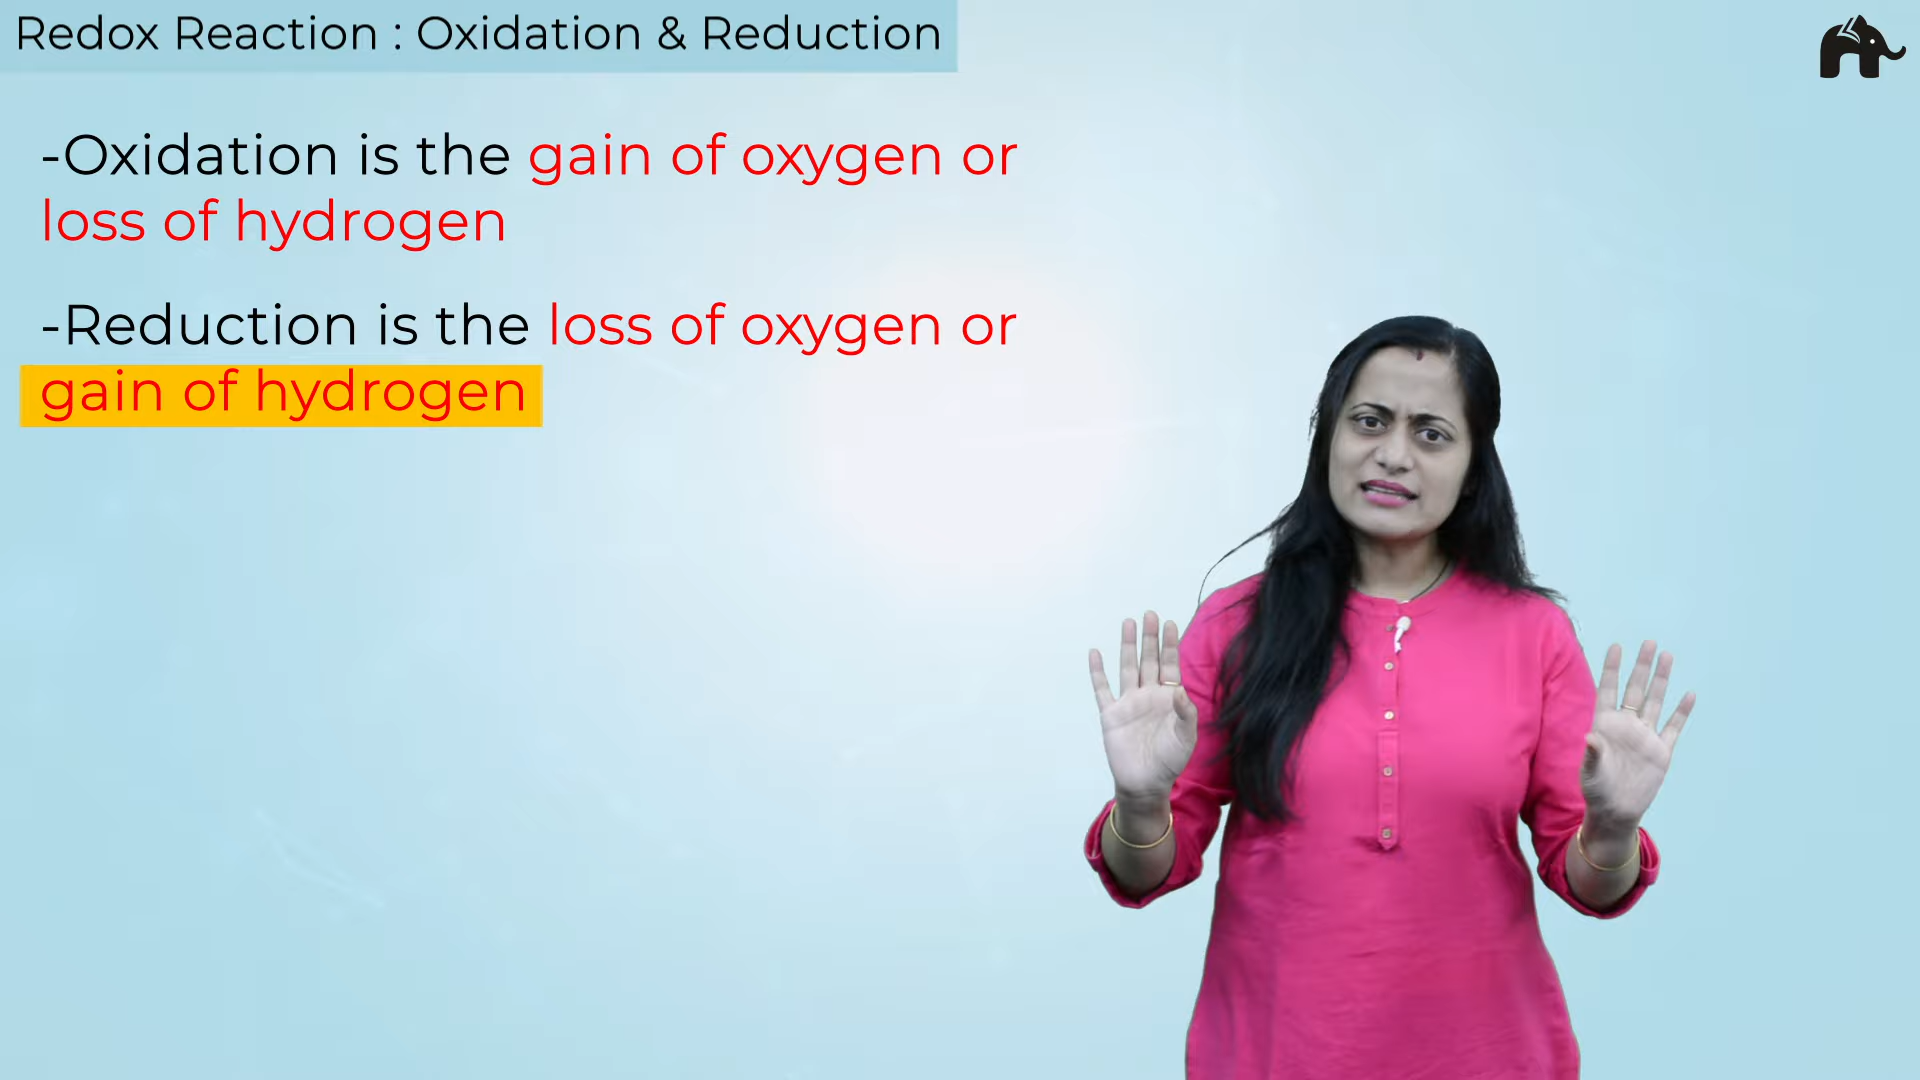 Redox Reaction : Oxidation & Reduction
-Oxidation is the gain of oxygen or
loss of hydrogen
-Reduction is the loss of oxygen or
gain of hydrogen